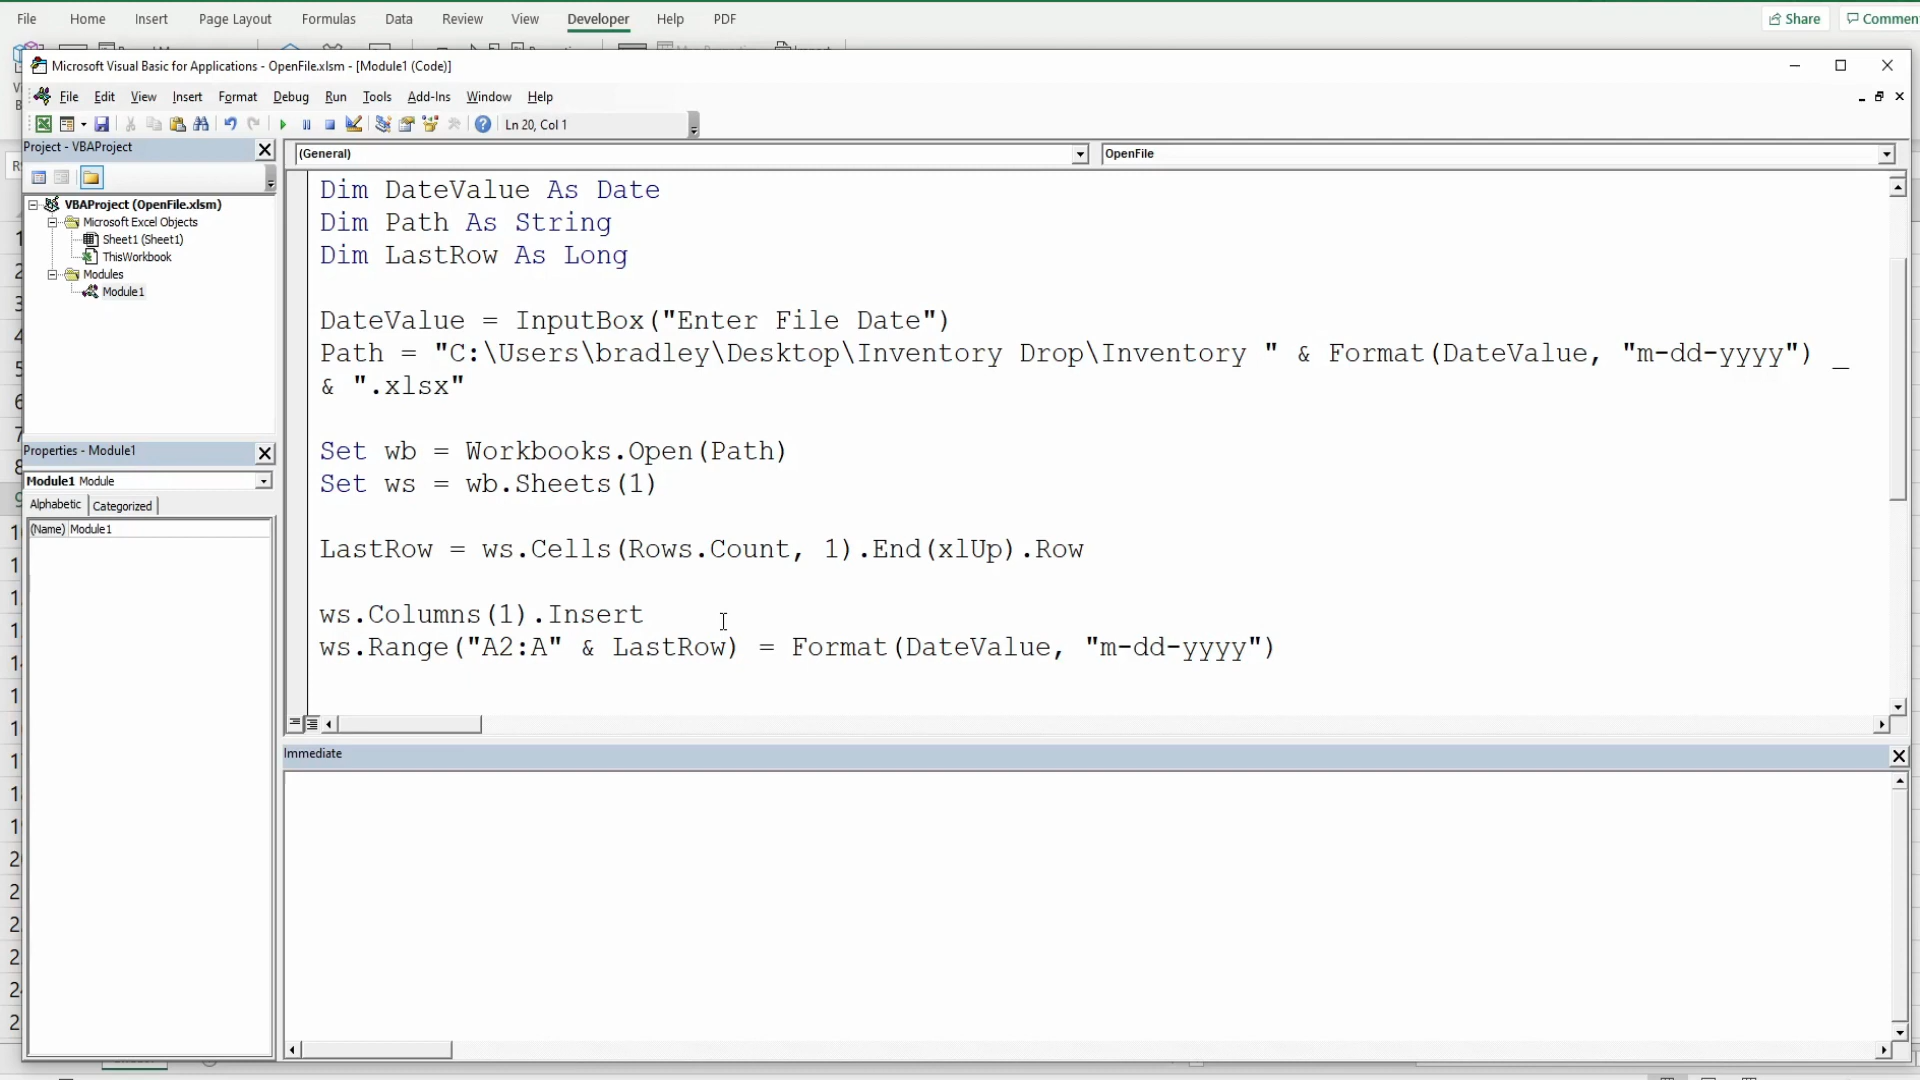 File Home Insert Page Layout Formulas Data Review View Developer Help PDF Share
Microsoft Visual Basic for Applications - OpenFile.xlsm - [Module1 (Code)]
File Edit View Insert Format Debug Run Tools Add-Ins Window Help
Ln 20, Col 1
Project - VBAProject
(General) OpenFile
VBAProject (OpenFile.xlsm)
Microsoft Excel Objects
Sheet1 (Sheet1)
ThisWorkbook
Modules
Module1
Properties - Module1
Module1 Module
Alphabetic Categorized
(Name) Module1
Dim DateValue As Date
Dim Path As String
Dim LastRow As Long
DateValue = InputBox("Enter File Date")
Path = "C:\Users\bradley\Desktop\Inventory Drop\Inventory " & Format(DateValue, "m-dd-yyyy") _
& ".xlsx"
Set wb = Workbooks.Open(Path)
Set ws = wb.Sheets(1)
LastRow = ws.Cells(Rows.Count, 1).End(xlUp).Row
ws.Columns(1).Insert
ws.Range("A2:A" & LastRow) = Format(DateValue, "m-dd-yyyy")
Immediate